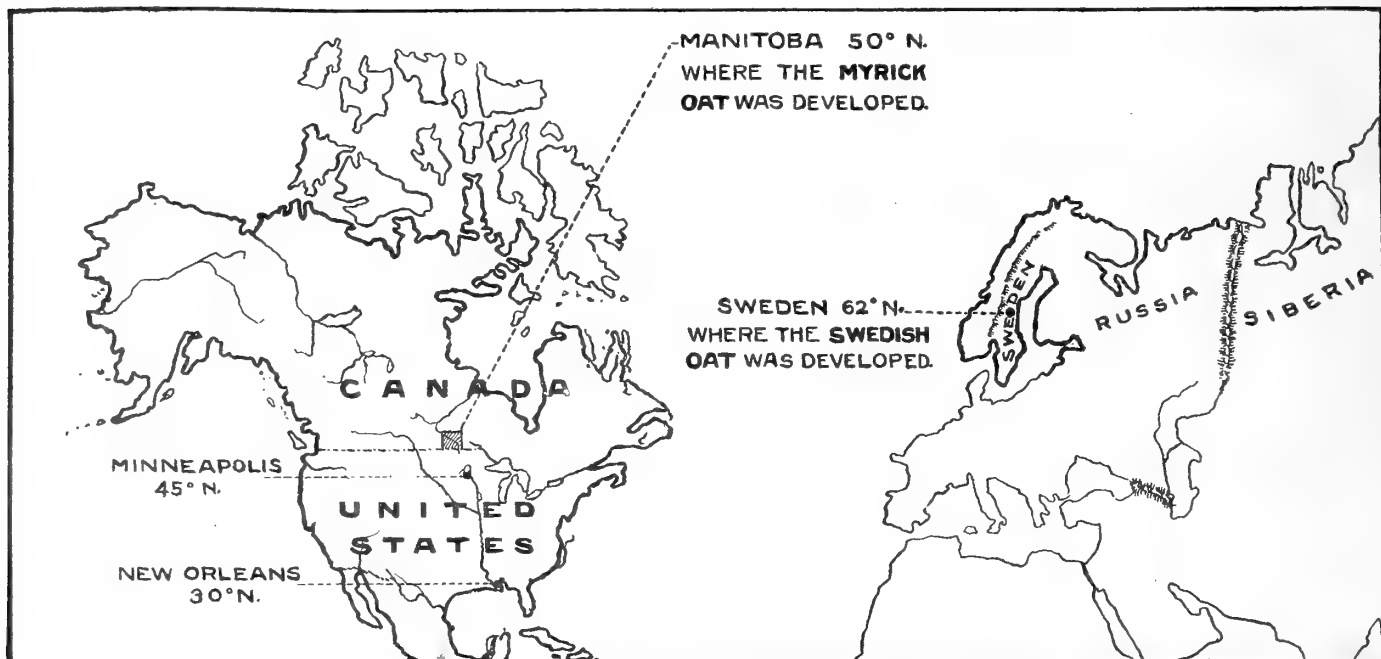 MANITOBA 50° N.
WHERE THE MYRICK
OAT WAS DEVELOPED.
SWEDEN 62° N.
WHERE THE SWEDISH
OAT WAS DEVELOPED.
SWEDEN
RUSSIA
SIBERIA
CANADA
MINNEAPOLIS
45° N.
UNITED
STATES
NEW ORLEANS
30° N.